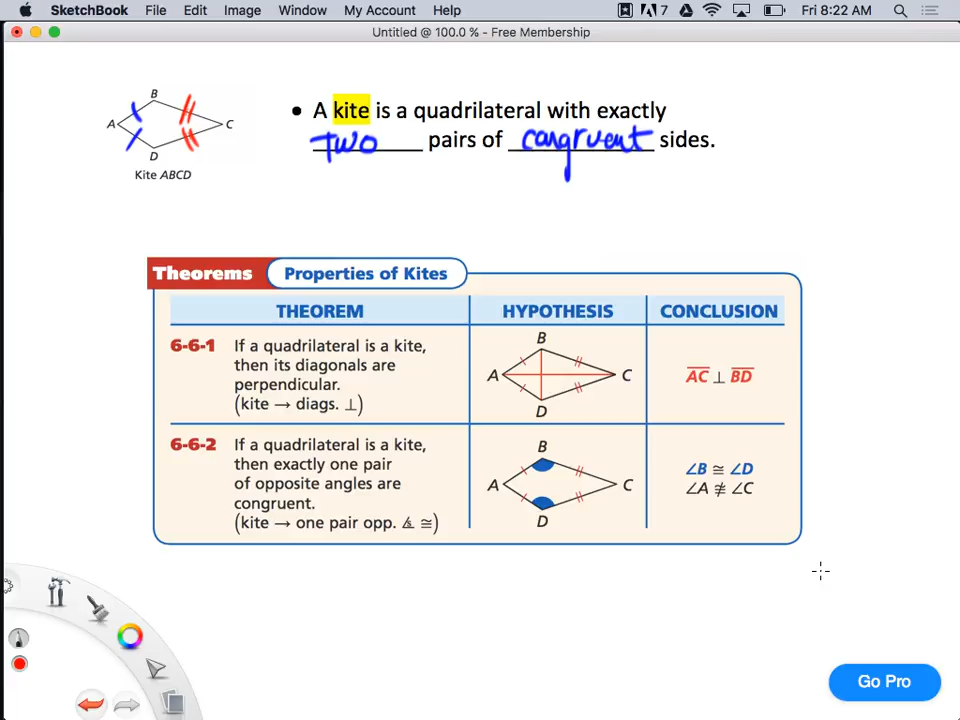 SketchBook File Edit Image Window My Account Help 7 Fri 8:22 AM
Untitled @ 100.0 % - Free Membership
B
A
C
D
Kite ABCD
• A kite is a quadrilateral with exactly
Two pairs of congruent sides.
Theorems Properties of Kites
THEOREM HYPOTHESIS CONCLUSION
6-6-1 If a quadrilateral is a kite,
then its diagonals are
perpendicular.
(kite → diags. ⊥)
B
A
C
D
AC ⊥ BD
6-6-2 If a quadrilateral is a kite,
then exactly one pair
of opposite angles are
congruent.
(kite → one pair opp. ∡ ≅)
B
A
C
D
∠B ≅ ∠D
∠A ≇ ∠C
Go Pro